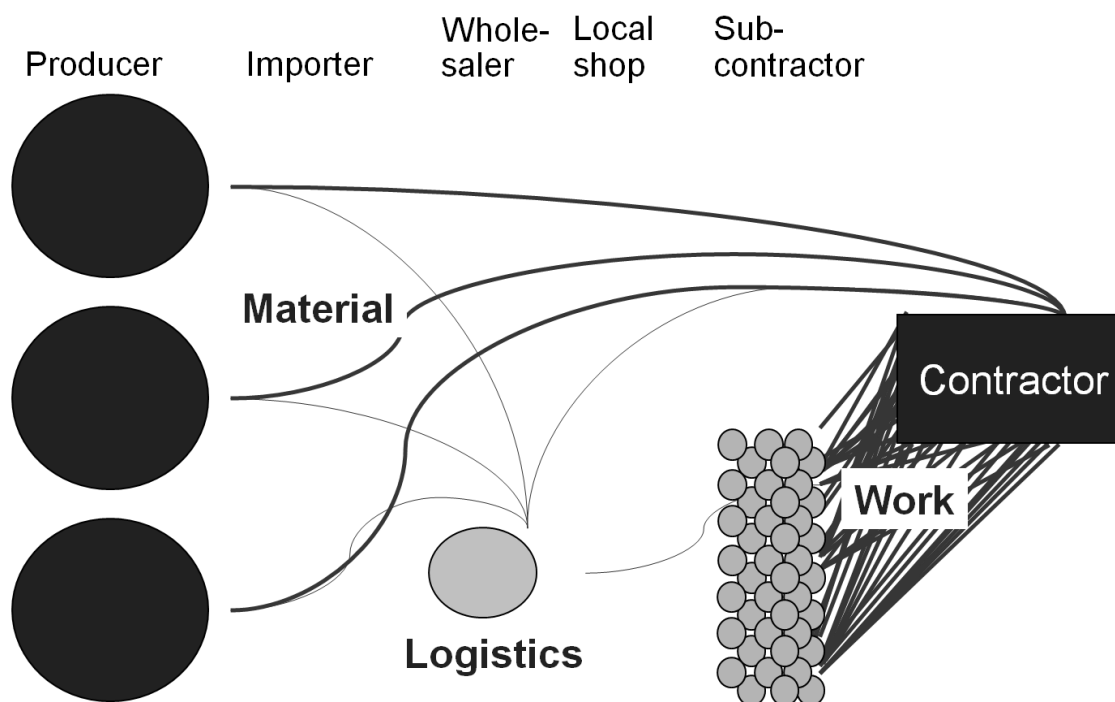 Producer
Importer
Whole-
saler
Local
shop
Sub-
contractor
Material
Contractor
Work
Logistics